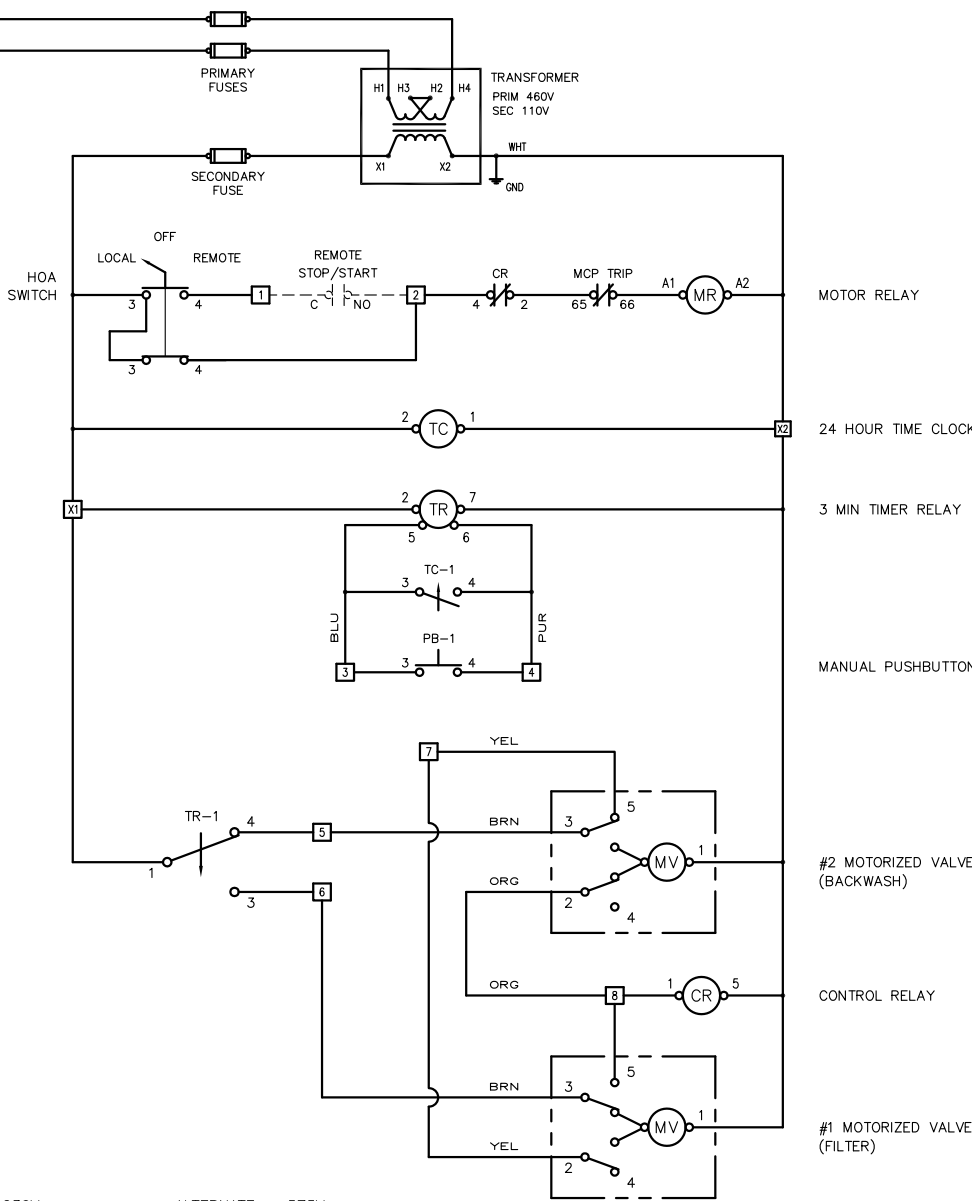 PRIMARY
FUSES
H1 H3 H2 H4
TRANSFORMER
PRIM 460V
SEC 110V
X1 X2
WHT
GND
SECONDARY
FUSE
HOA
SWITCH
LOCAL
OFF
REMOTE
3 4
3 4
1
REMOTE
STOP/START
C NO
2
CR
4 2
MCP TRIP
65 66
A1 MR A2
MOTOR RELAY
2 TC 1
X2
24 HOUR TIME CLOCK
X1
2 TR 7
5 6
3 MIN TIMER RELAY
TC-1
3 4
BLU
PUR
PB-1
3 3 4 4
MANUAL PUSHBUTTON
7
YEL
TR-1
4
5
BRN
3
5
1
MV 1
#2 MOTORIZED VALVE
(BACKWASH)
3
6
ORG
2
4
ORG
8
1 CR 5
CONTROL RELAY
BRN
3
5
MV 1
#1 MOTORIZED VALVE
(FILTER)
YEL
2
4